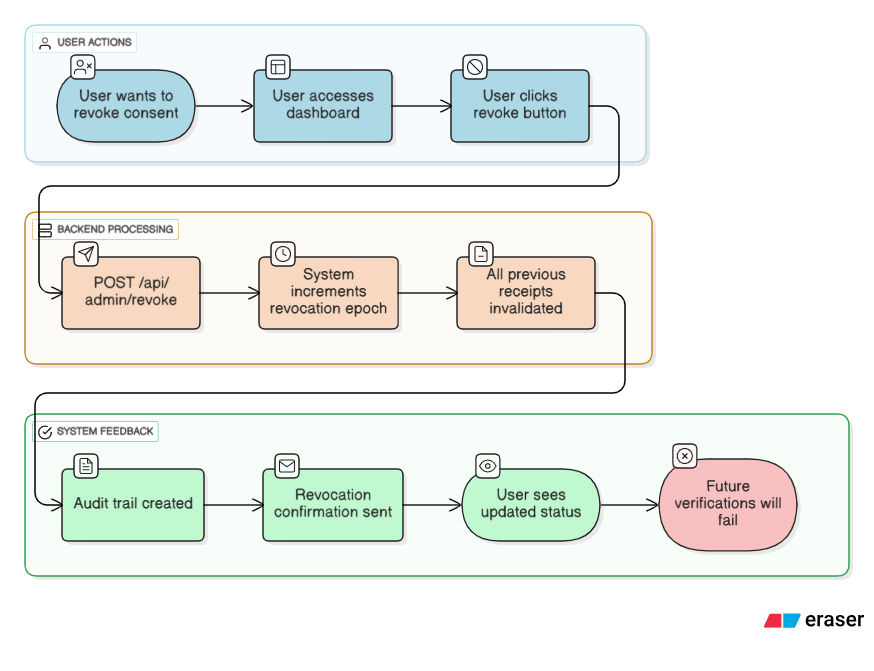 USER ACTIONS
User wants to
revoke consent
User accesses
dashboard
User clicks
revoke button
BACKEND PROCESSING
POST /api/
admin/revoke
System
increments
revocation epoch
All previous
receipts
invalidated
SYSTEM FEEDBACK
Audit trail created
Revocation
confirmation sent
User sees
updated status
Future
verifications will
fail
eraser